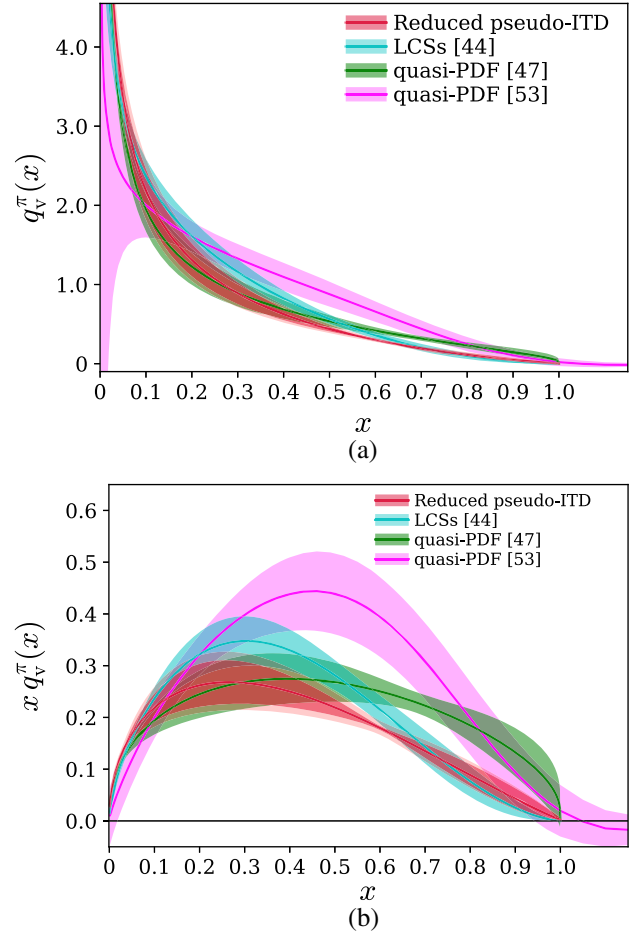 4.0
3.0
2.0
1.0
0
q_v^π(x)
Reduced pseudo-ITD
LCSs [44]
quasi-PDF [47]
quasi-PDF [53]
0 0.1 0.2 0.3 0.4 0.5 0.6 0.7 0.8 0.9 1.0
x
(a)
0.6
0.5
0.4
0.3
0.2
0.1
0.0
x q_v^π(x)
Reduced pseudo-ITD
LCSs [44]
quasi-PDF [47]
quasi-PDF [53]
0 0.1 0.2 0.3 0.4 0.5 0.6 0.7 0.8 0.9 1.0
x
(b)